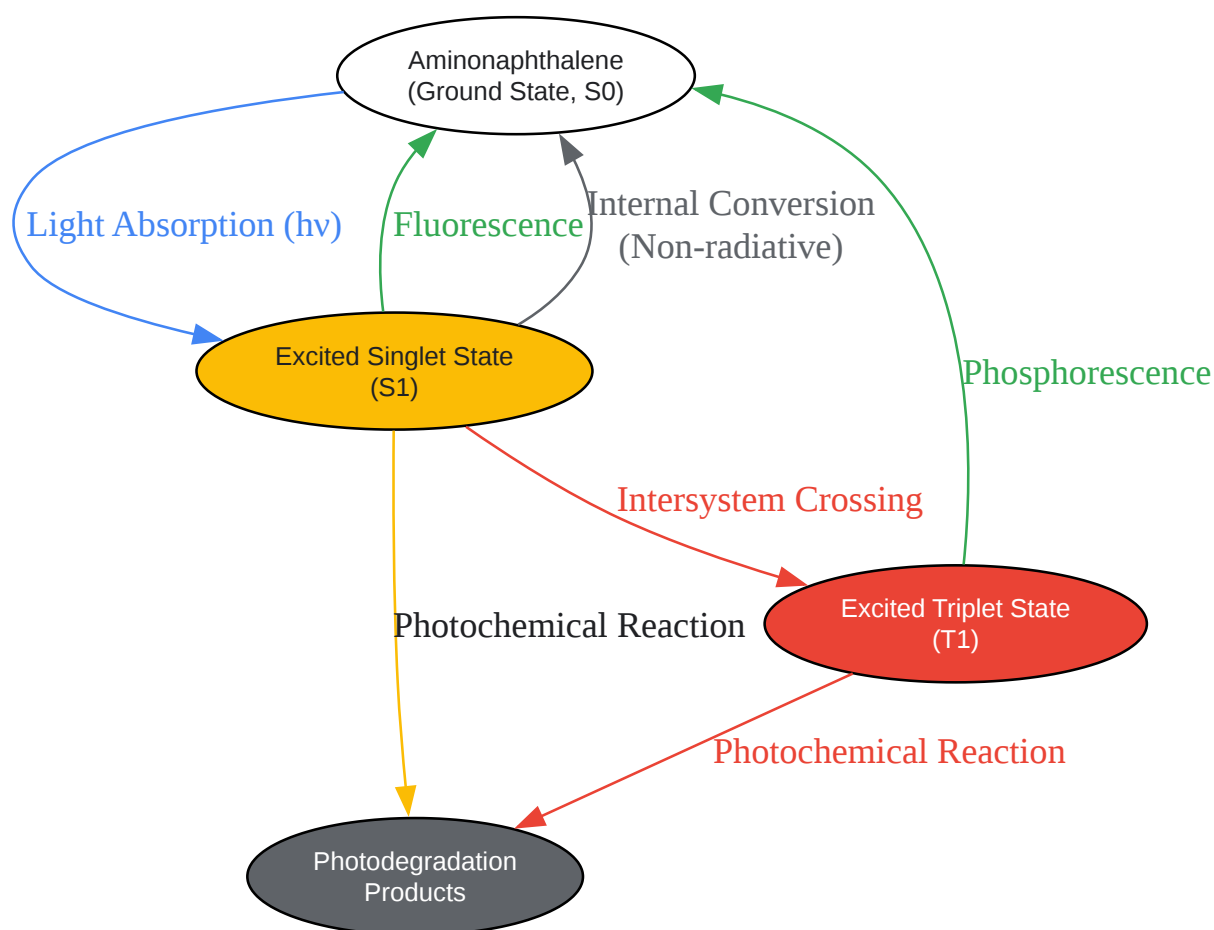 Aminonaphthalene
(Ground State, S0)
Light Absorption (hν)
Fluorescence
Internal Conversion
(Non-radiative)
Excited Singlet State
(S1)
Phosphorescence
Intersystem Crossing
Photochemical Reaction
Excited Triplet State
(T1)
Photochemical Reaction
Photodegradation
Products